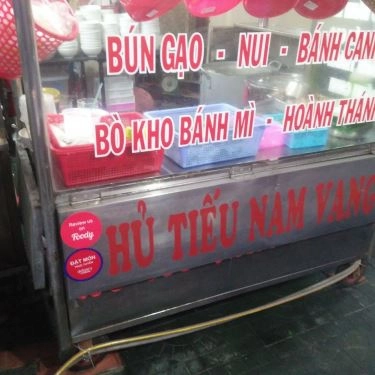 BÚN GẠO - NUI - BÁNH CAN
BÒ KHO BÁNH MÌ - HOÀNH THÁN
HỦ TIẾU NAM VANG
Review us
on
Foody
ĐẶT MÓN